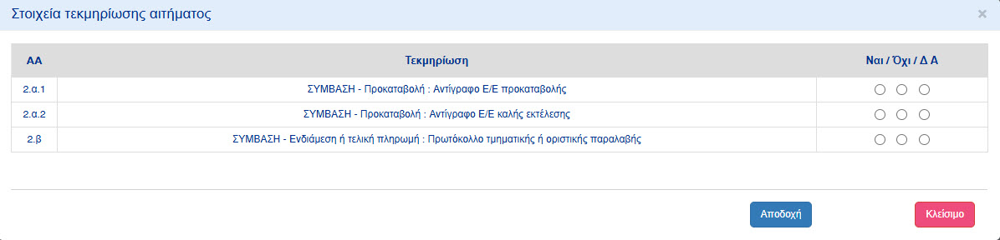 Στοιχεία τεκμηρίωσης αιτήματος ×
ΑΑ Τεκμηρίωση Ναι / Όχι / Δ Α
2.α.1 ΣΥΜΒΑΣΗ - Προκαταβολή : Αντίγραφο Ε/Ε προκαταβολής
2.α.2 ΣΥΜΒΑΣΗ - Προκαταβολή : Αντίγραφο Ε/Ε καλής εκτέλεσης
2.β ΣΥΜΒΑΣΗ - Ενδιάμεση ή τελική πληρωμή : Πρωτόκολλο τμηματικής ή οριστικής παραλαβής
Αποδοχή Κλείσιμο